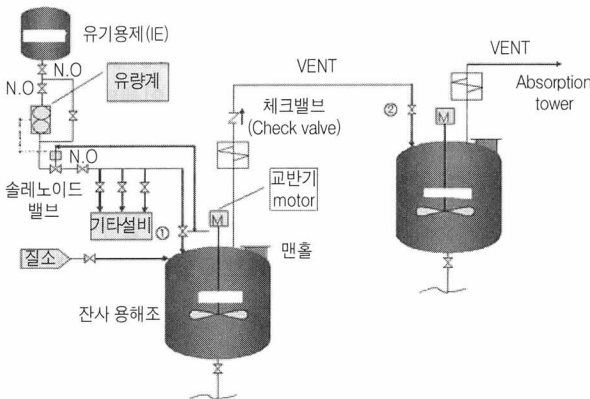 유기용제(IE)
N.O
N.O
유량계
N.O
솔레노이드
밸브
기타설비
①
질소
잔사 용해조
M
교반기
motor
맨홀
체크밸브
(Check valve)
VENT
②
M
VENT
Absorption
tower